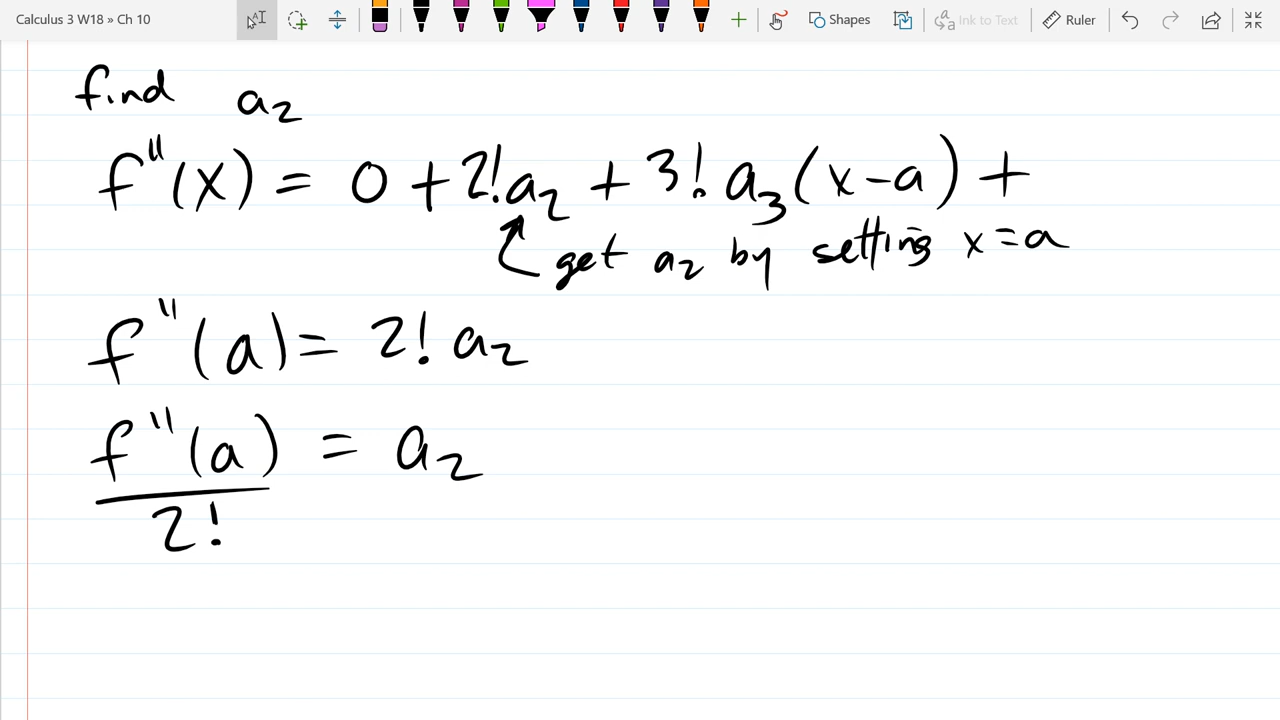 Calculus 3 W18 » Ch 10
Shapes
Ink to Text
Ruler
find a₂
f''(x) = 0 + 2!a₂ + 3! a₃(x-a) +
get a₂ by setting x=a
f''(a) = 2! a₂
f''(a) = a₂
2!